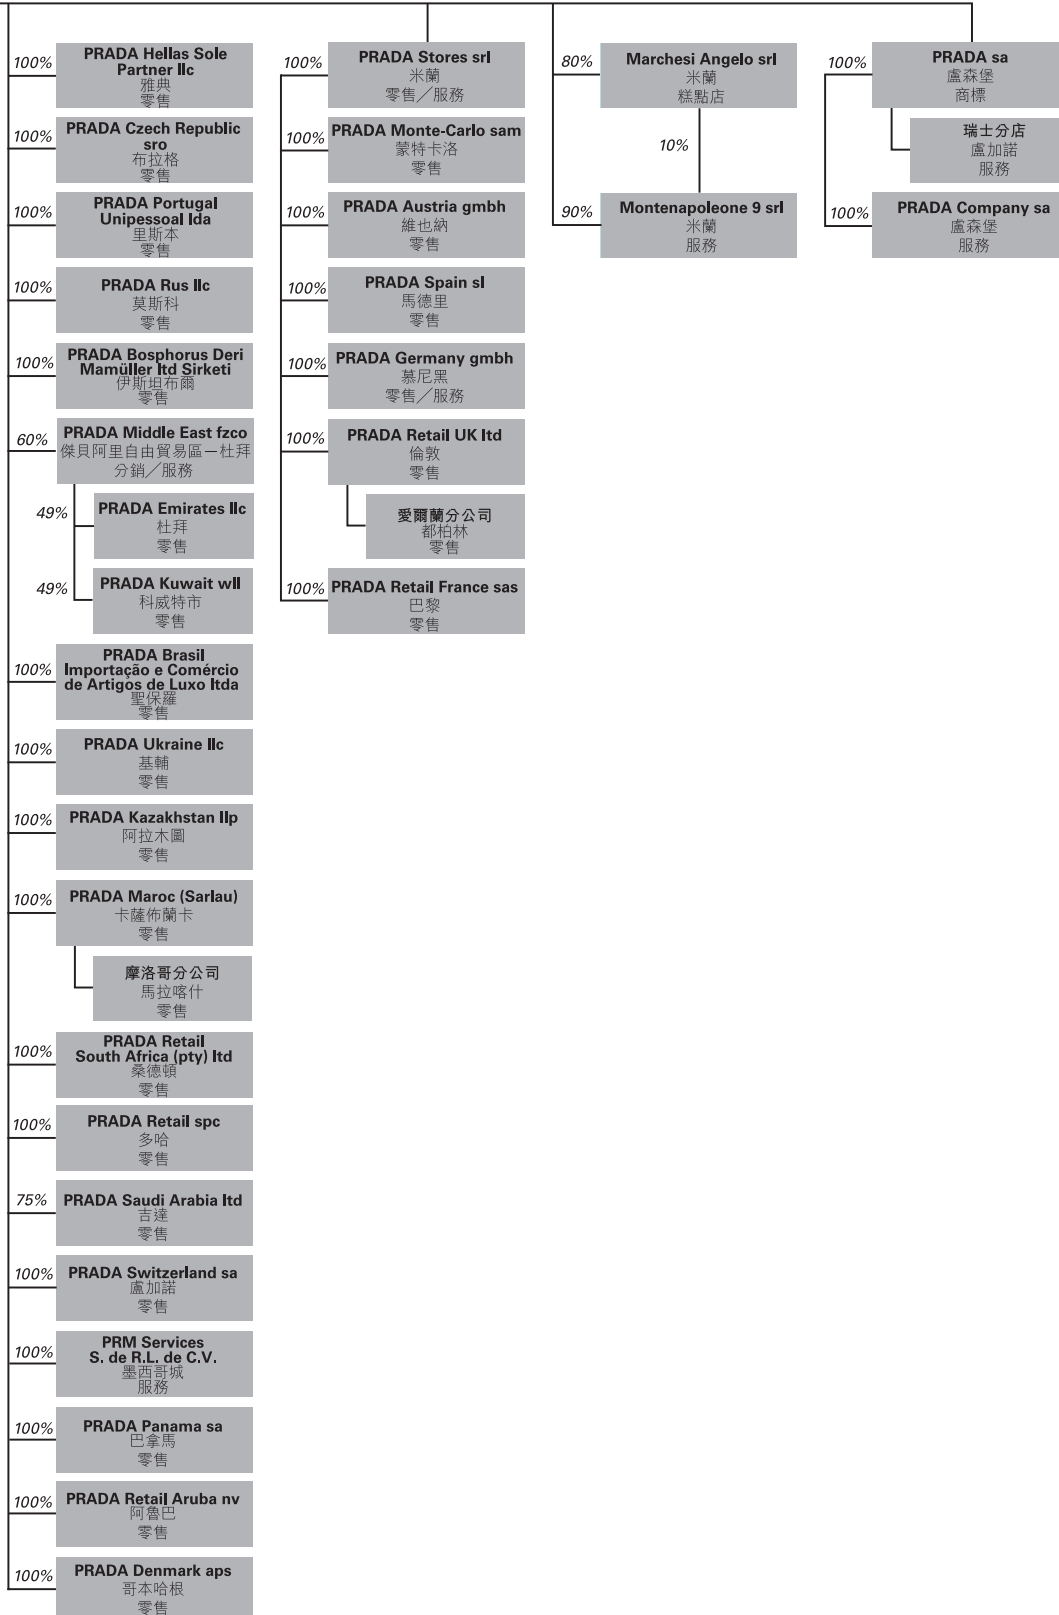 100%
PRADA Hellas Sole
Partner llc
雅典
零售
100%
PRADA Czech Republic
sro
布拉格
零售
100%
PRADA Portugal
Unipessoal lda
里斯本
零售
100%
PRADA Rus llc
莫斯科
零售
100%
PRADA Bosphorus Deri
Mamüller ltd Sirketi
伊斯坦布爾
零售
60%
PRADA Middle East fzco
傑貝阿里自由貿易區－杜拜
分銷／服務
49%
PRADA Emirates llc
杜拜
零售
49%
PRADA Kuwait wll
科威特市
零售
100%
PRADA Brasil
Importação e Comércio
de Artigos de Luxo ltda
聖保羅
零售
100%
PRADA Ukraine llc
基輔
零售
100%
PRADA Kazakhstan llp
阿拉木圖
零售
100%
PRADA Maroc (Sarlau)
卡薩佈蘭卡
零售
摩洛哥分公司
馬拉喀什
零售
100%
PRADA Retail
South Africa (pty) ltd
桑德頓
零售
100%
PRADA Retail spc
多哈
零售
75%
PRADA Saudi Arabia ltd
吉達
零售
100%
PRADA Switzerland sa
盧加諾
零售
100%
PRM Services
S. de R.L. de C.V.
墨西哥城
服務
100%
PRADA Panama sa
巴拿馬
零售
100%
PRADA Retail Aruba nv
阿魯巴
零售
100%
PRADA Denmark aps
哥本哈根
零售
100%
PRADA Stores srl
米蘭
零售／服務
100%
PRADA Monte-Carlo sam
蒙特卡洛
零售
100%
PRADA Austria gmbh
維也納
零售
100%
PRADA Spain sl
馬德里
零售
100%
PRADA Germany gmbh
慕尼黑
零售／服務
100%
PRADA Retail UK ltd
倫敦
零售
愛爾蘭分公司
都柏林
零售
100%
PRADA Retail France sas
巴黎
零售
80%
Marchesi Angelo srl
米蘭
糕點店
10%
90%
Montenapoleone 9 srl
米蘭
服務
100%
PRADA sa
盧森堡
商標
瑞士分店
盧加諾
服務
100%
PRADA Company sa
盧森堡
服務